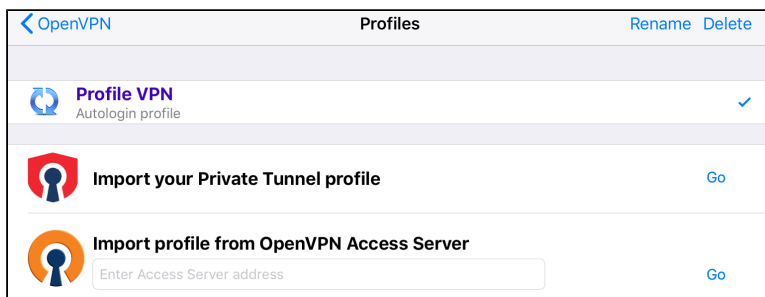 OpenVPN Profiles Rename Delete
Profile VPN
Autologin profile
Import your Private Tunnel profile Go
Import profile from OpenVPN Access Server
Enter Access Server address Go